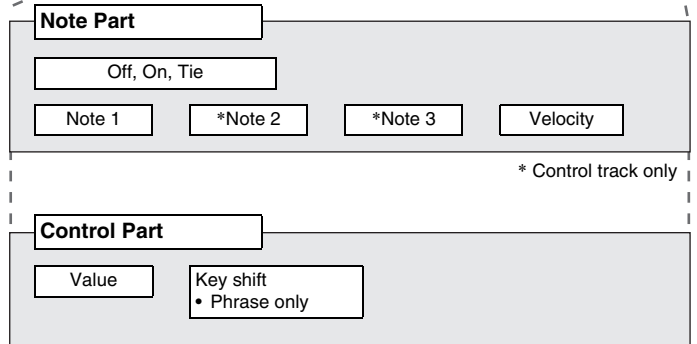 Note Part
Off, On, Tie
Note 1
*Note 2
*Note 3
Velocity
* Control track only
Control Part
Value
Key shift
• Phrase only